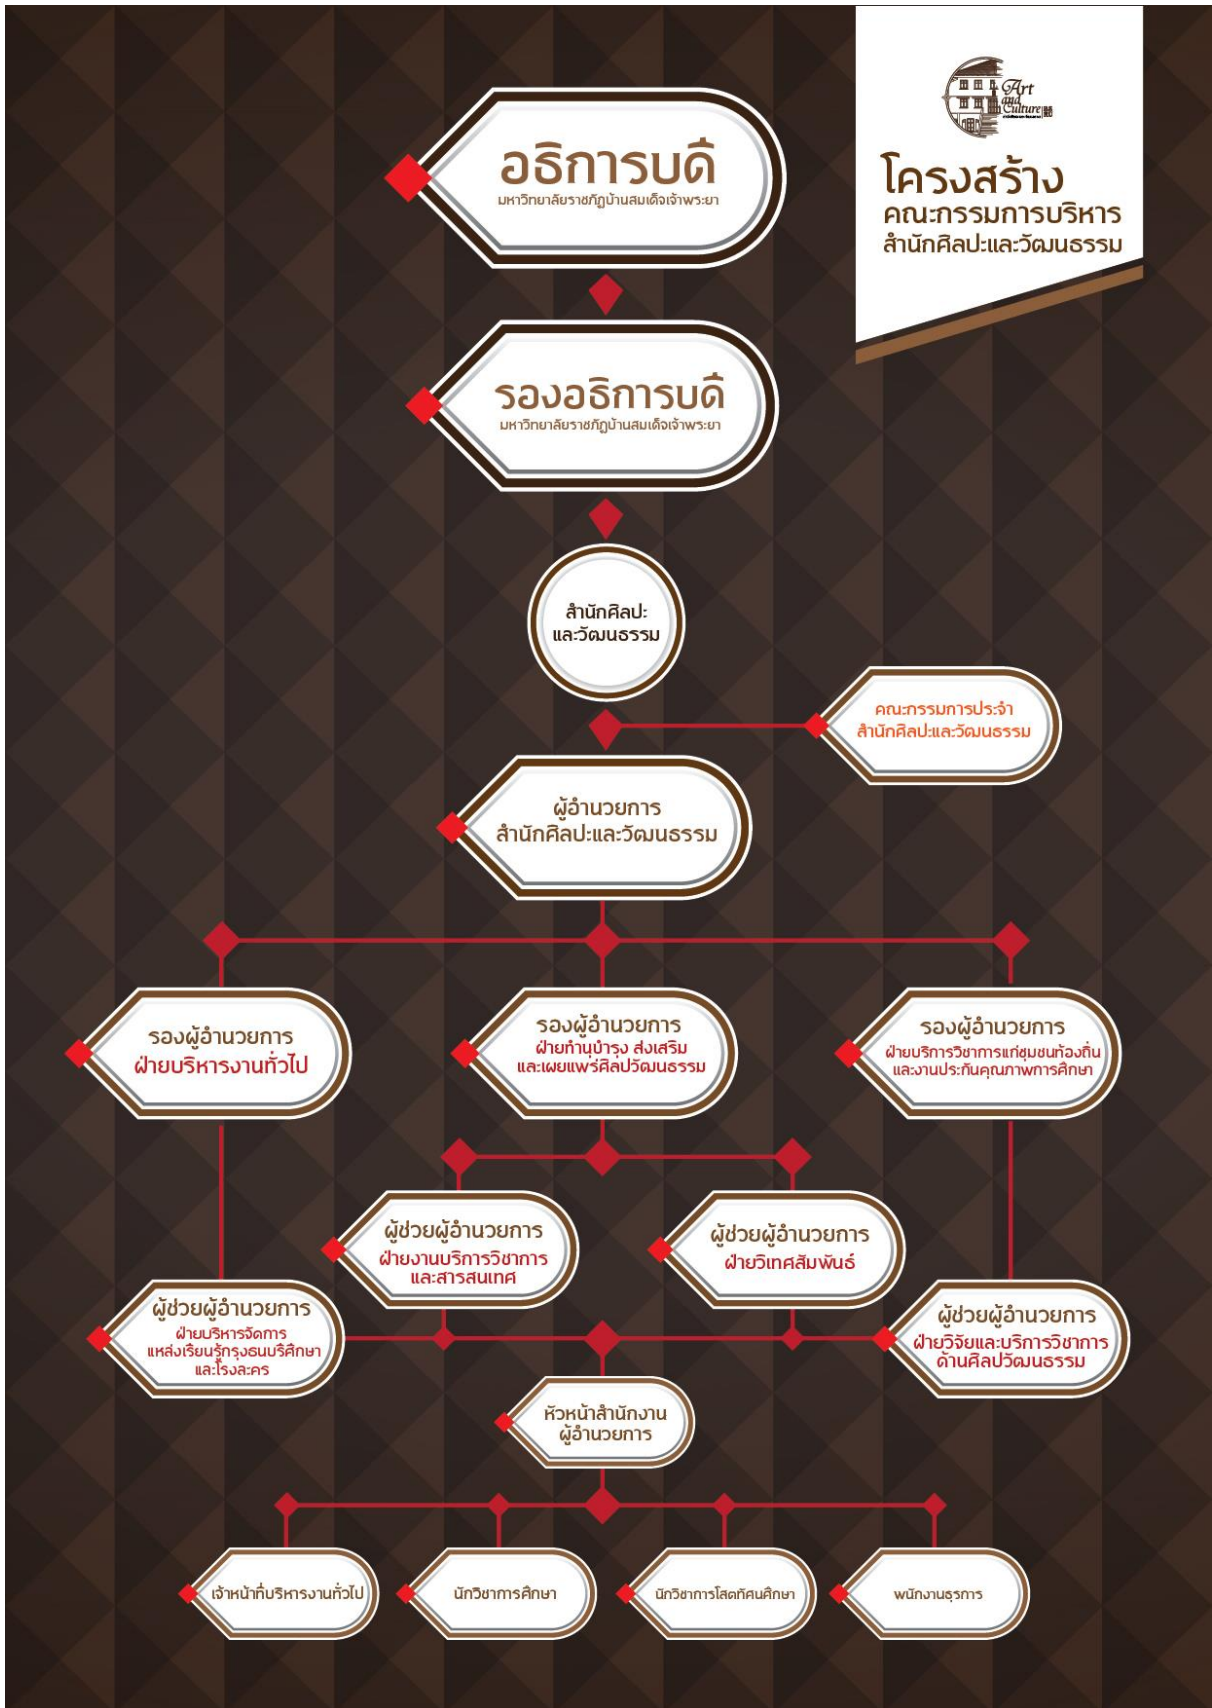 Art
and
Culture
โครงสร้าง
คณะกรรมการบริหาร
สำนักศิลปะและวัฒนธรรม
อธิการบดี
มหาวิทยาลัยราชภัฏบ้านสมเด็จเจ้าพระยา
รองอธิการบดี
มหาวิทยาลัยราชภัฏบ้านสมเด็จเจ้าพระยา
สำนักศิลปะ
และวัฒนธรรม
คณะกรรมการประจำ
สำนักศิลปะและวัฒนธรรม
ผู้อำนวยการ
สำนักศิลปะและวัฒนธรรม
รองผู้อำนวยการ
ฝ่ายบริหารงานทั่วไป
รองผู้อำนวยการ
ฝ่ายทำนุบำรุง ส่งเสริม
และเผยแพร่ศิลปวัฒนธรรม
รองผู้อำนวยการ
ฝ่ายบริการวิชาการแก่ชุมชนท้องถิ่น
และงานประกันคุณภาพการศึกษา
ผู้ช่วยผู้อำนวยการ
ฝ่ายงานบริการวิชาการ
และสารสนเทศ
ผู้ช่วยผู้อำนวยการ
ฝ่ายวิเทศสัมพันธ์
ผู้ช่วยผู้อำนวยการ
ฝ่ายบริหารจัดการ
แหล่งเรียนรู้กรุงธนบริศึกษา
และโรงละคร
ผู้ช่วยผู้อำนวยการ
ฝ่ายวิจัยและบริการวิชาการ
ด้านศิลปวัฒนธรรม
หัวหน้าสำนักงาน
ผู้อำนวยการ
เจ้าหน้าที่บริหารงานทั่วไป
นักวิชาการศึกษา
นักวิชาการโสตทัศนศึกษา
พนักงานธุรการ